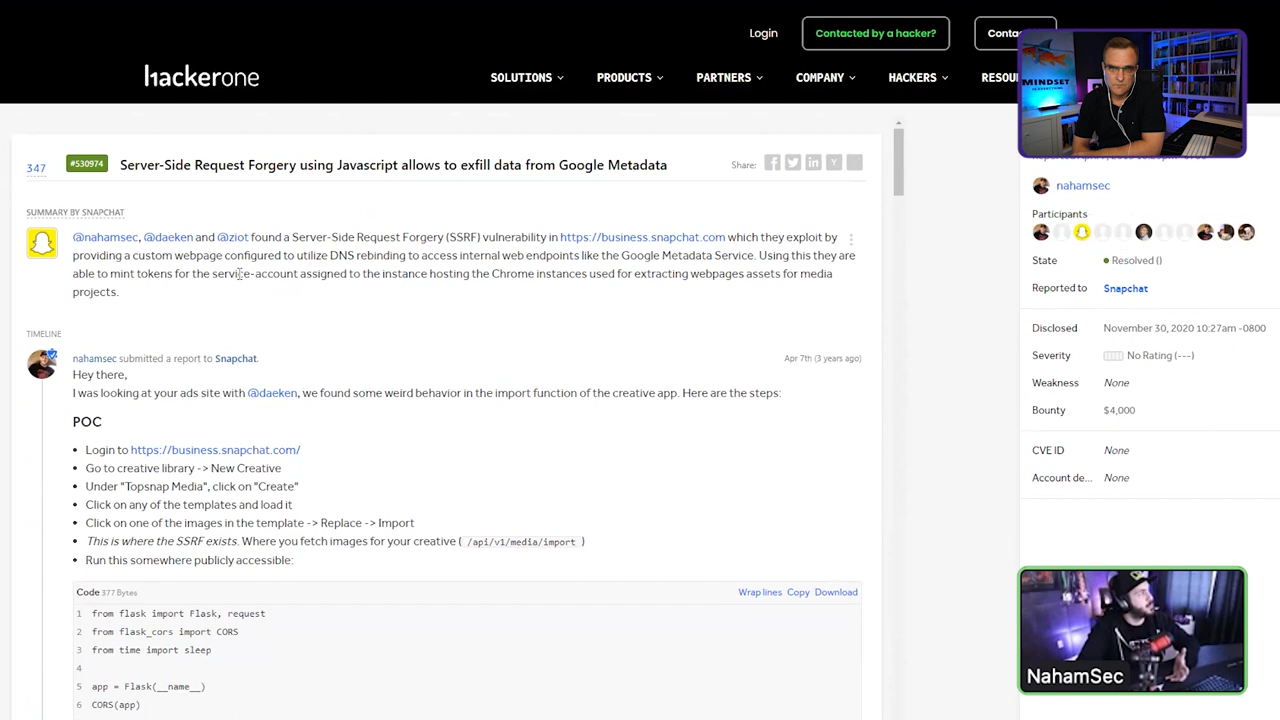 Login
Contacted by a hacker?
hackerone
SOLUTIONS
PRODUCTS
PARTNERS
COMPANY
HACKERS
MINDSET
347
#530974
Server-Side Request Forgery using Javascript allows to exfill data from Google Metadata
Share:
nahamsec
SUMMARY BY SNAPCHAT
Participants
@nahamsec, @daeken and @ziot found a Server-Side Request Forgery (SSRF) vulnerability in https://business.snapchat.com which they exploit by
providing a custom webpage configured to utilize DNS rebinding to access internal web endpoints like the Google Metadata Service. Using this they are
able to mint tokens for the service-account assigned to the instance hosting the Chrome instances used for extracting webpages assets for media
projects.
State
Resolved ()
Reported to
Snapchat
Disclosed
November 30, 2020 10:27am -0800
Severity
No Rating (---)
Weakness
None
Bounty
$4,000
CVE ID
None
Account de...
None
TIMELINE
nahamsec submitted a report to Snapchat.
Apr 7th (3 years ago)
Hey there,
I was looking at your ads site with @daeken, we found some weird behavior in the import function of the creative app. Here are the steps:
POC
• Login to https://business.snapchat.com/
• Go to creative library -> New Creative
• Under "Topsnap Media", click on "Create"
• Click on any of the templates and load it
• Click on one of the images in the template -> Replace -> Import
• This is where the SSRF exists. Where you fetch images for your creative ( /api/v1/media/import )
• Run this somewhere publicly accessible:
Code 377 Bytes
Wrap lines Copy Download
1 from flask import Flask, request
2 from flask_cors import CORS
3 from time import sleep
4
5 app = Flask(__name__)
6 CORS(app)
NahamSec